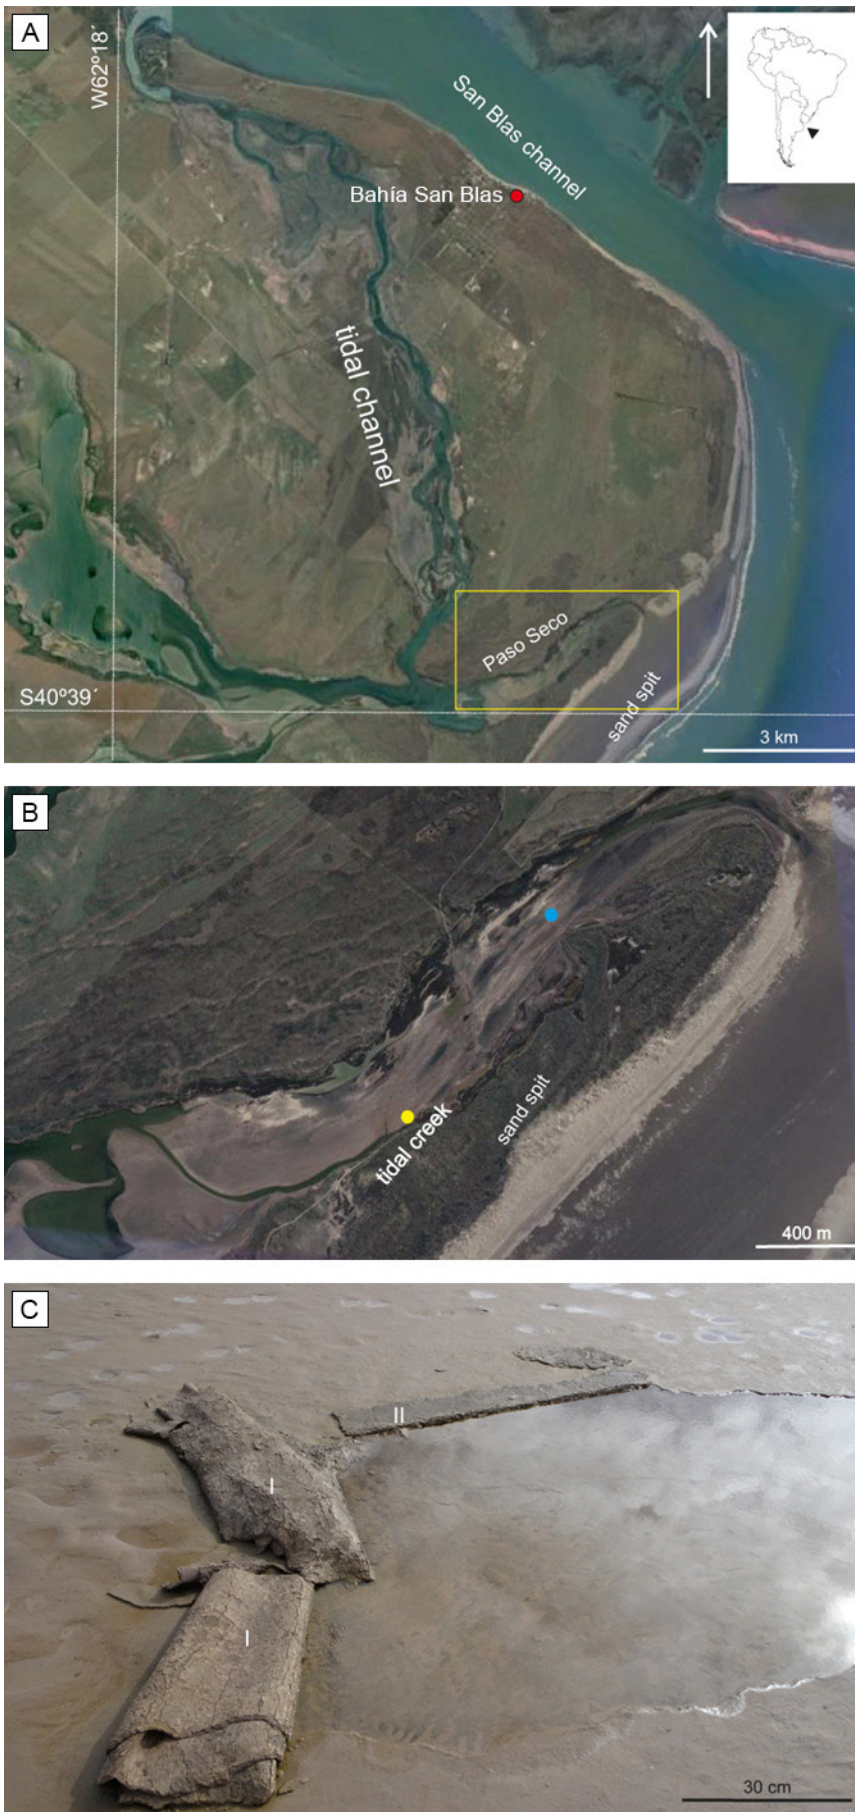 A
W62º18´
San Blas channel
Bahía San Blas
tidal channel
Paso Seco
S40º39´
sand spit
3 km
B
sand spit
tidal creek
400 m
C
II
I
I
30 cm